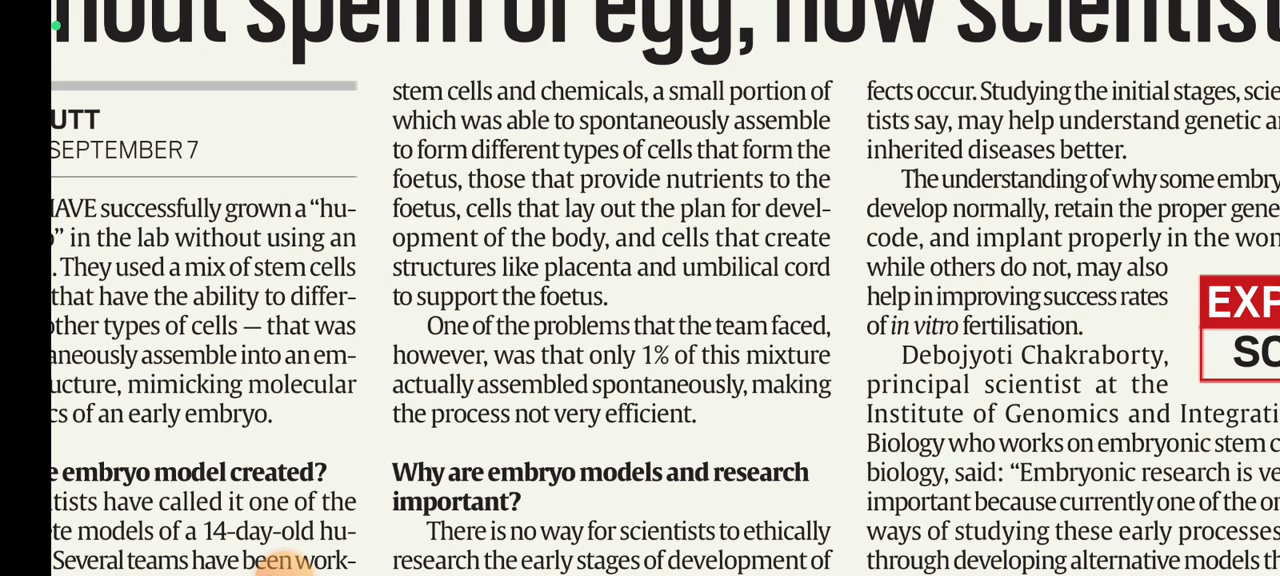 hout sperm or egg, how scientist
UTT
SEPTEMBER 7
HAVE successfully grown a “hu-
” in the lab without using an
. They used a mix of stem cells
that have the ability to differ-
other types of cells — that was
aneously assemble into an em-
ucture, mimicking molecular
cs of an early embryo.
e embryo model created?
tists have called it one of the
te models of a 14-day-old hu-
Several teams have been work-
stem cells and chemicals, a small portion of
which was able to spontaneously assemble
to form different types of cells that form the
foetus, those that provide nutrients to the
foetus, cells that lay out the plan for devel-
opment of the body, and cells that create
structures like placenta and umbilical cord
to support the foetus.
One of the problems that the team faced,
however, was that only 1% of this mixture
actually assembled spontaneously, making
the process not very efficient.
Why are embryo models and research
important?
There is no way for scientists to ethically
research the early stages of development of
fects occur. Studying the initial stages, scie
tists say, may help understand genetic a
inherited diseases better.
The understanding of why some embry
develop normally, retain the proper gene
code, and implant properly in the wom
while others do not, may also
help in improving success rates
of in vitro fertilisation.
Debojyoti Chakraborty,
principal scientist at the
Institute of Genomics and Integrati
Biology who works on embryonic stem c
biology, said: “Embryonic research is ve
important because currently one of the on
ways of studying these early processes
through developing alternative models th
EXP
SC